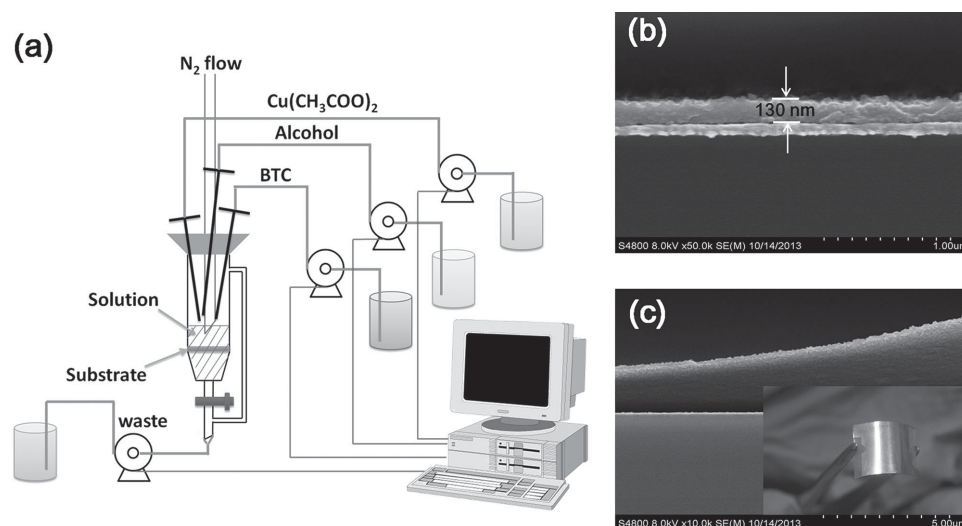 (a)
N₂ flow
Cu(CH₃COO)₂
Alcohol
BTC
Solution
Substrate
waste
(b)
130 nm
S4800 8.0kV x50.0k SE(M) 10/14/2013
1.00um
(c)
S4800 8.0kV x10.0k SE(M) 10/14/2013
5.00um